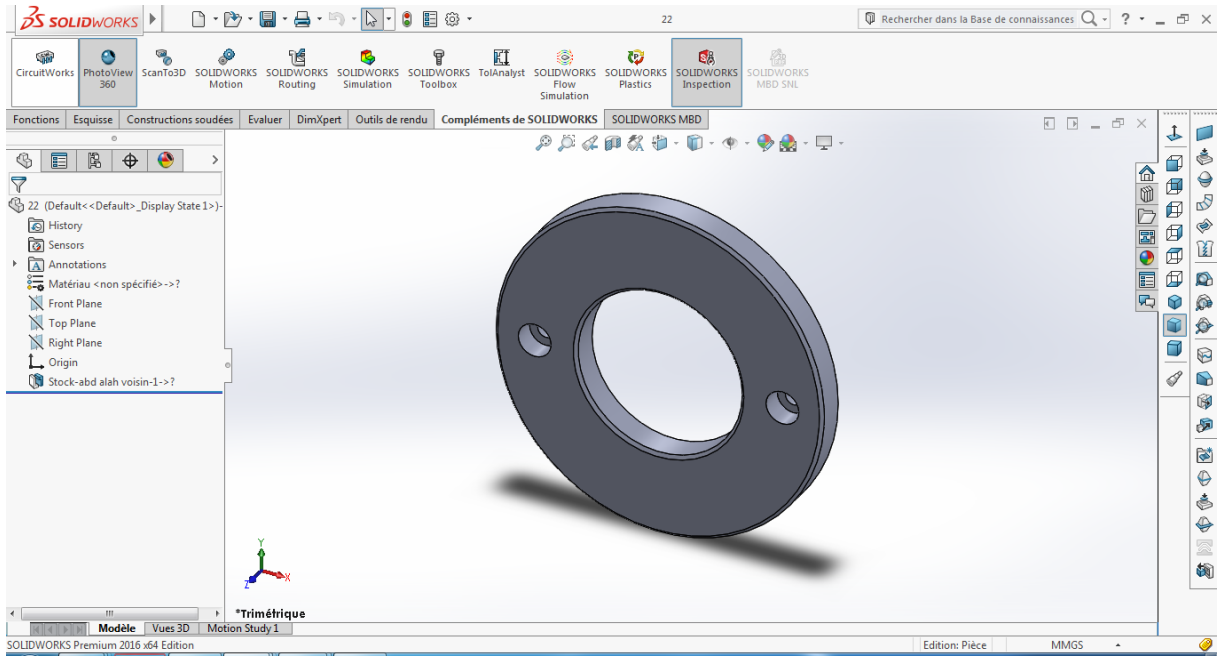 SOLIDWORKS
22
Rechercher dans la Base de connaissances
?
CircuitWorks
PhotoView 360
ScanTo3D
SOLIDWORKS Motion
SOLIDWORKS Routing
SOLIDWORKS Simulation
SOLIDWORKS Toolbox
TolAnalyst
SOLIDWORKS Flow Simulation
SOLIDWORKS Plastics
SOLIDWORKS Inspection
SOLIDWORKS MBD SNL
Fonctions Esquisse Constructions soudées Evaluer DimXpert Outils de rendu Compléments de SOLIDWORKS SOLIDWORKS MBD
22 (Default<<Default>_Display State 1>)-
History
Sensors
Annotations
Matériau <non spécifié>->?
Front Plane
Top Plane
Right Plane
Origin
Stock-abd alah voisin-1->?
Y
Z X
*Trimétrique
Modèle Vues 3D Motion Study 1
SOLIDWORKS Premium 2016 x64 Edition Edition: Pièce MMGS